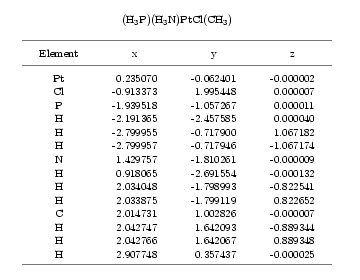 (H₃P)(H₃N)PtCl(CH₃)
Element x y z
Pt 0.235070 -0.062401 -0.000002
Cl -0.913373 1.995448 0.000007
P -1.939518 -1.057267 0.000011
H -2.191365 -2.457585 0.000040
H -2.799955 -0.717900 1.067182
H -2.799957 -0.717946 -1.067174
N 1.429757 -1.810261 -0.000009
H 0.918065 -2.691554 -0.000132
H 2.034048 -1.798993 -0.822541
H 2.033875 -1.799119 0.822652
C 2.014731 1.002826 -0.000007
H 2.042747 1.642093 -0.889344
H 2.042766 1.642067 0.889348
H 2.907748 0.357437 -0.000025